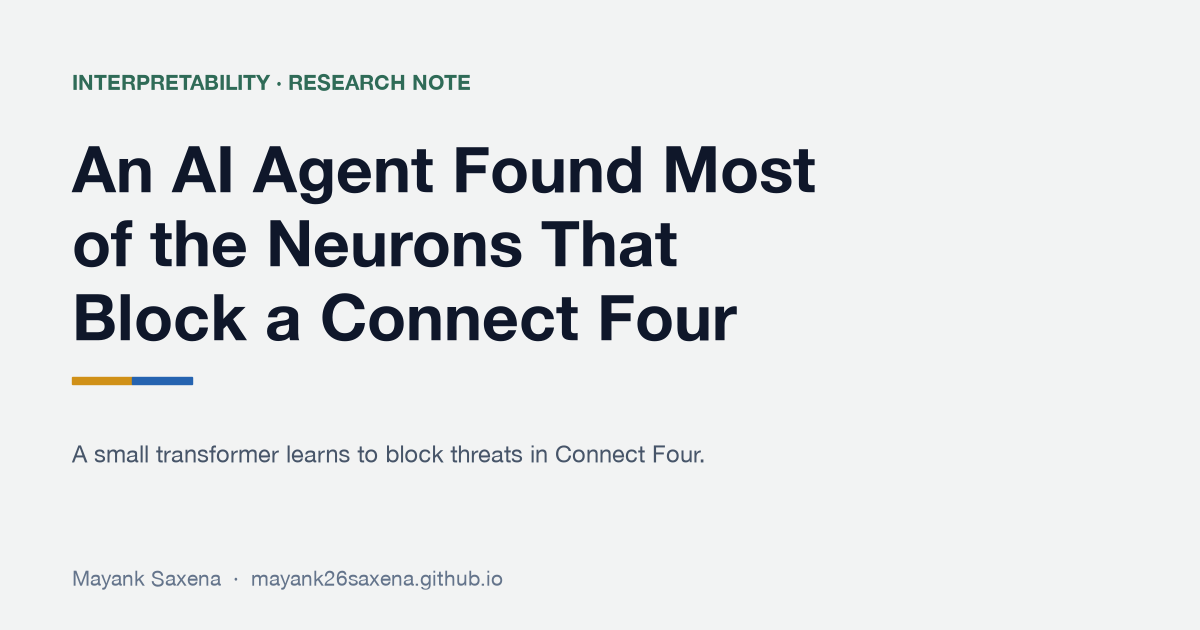 INTERPRETABILITY · RESEARCH NOTE
An AI Agent Found Most
of the Neurons That
Block a Connect Four
A small transformer learns to block threats in Connect Four.
Mayank Saxena · mayank26saxena.github.io